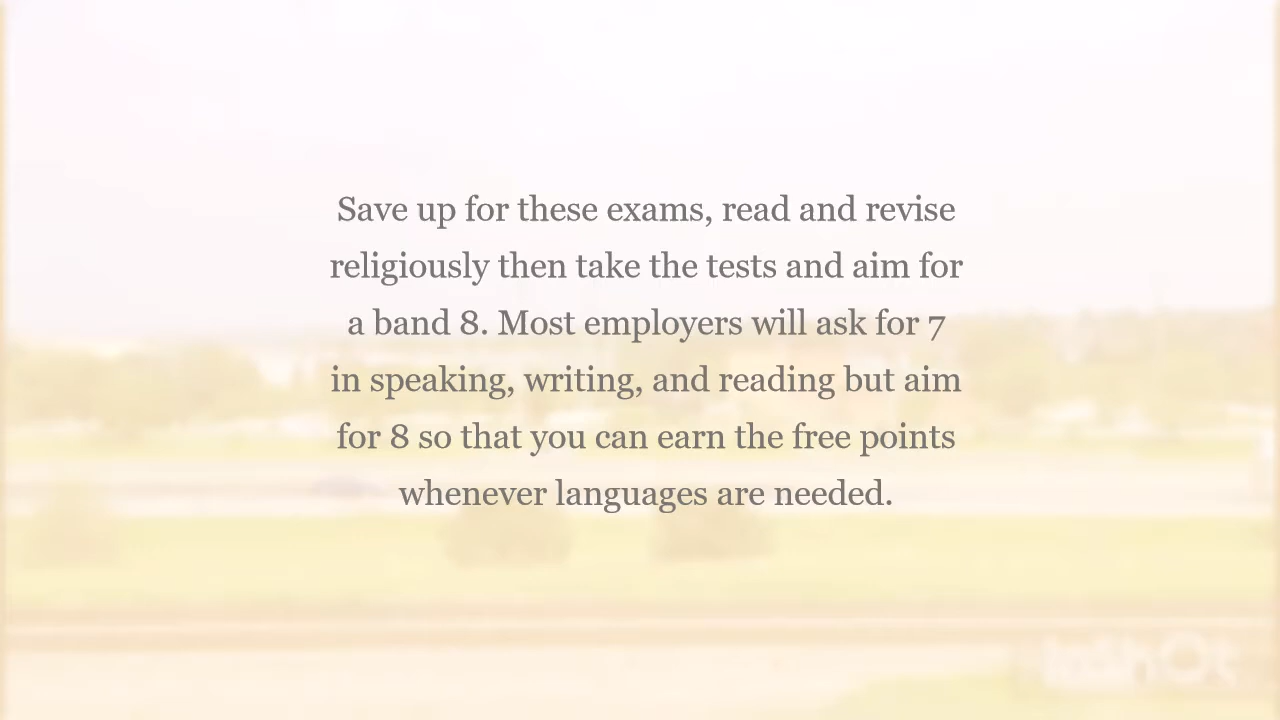 Save up for these exams, read and revise
religiously then take the tests and aim for
a band 8. Most employers will ask for 7
in speaking, writing, and reading but aim
for 8 so that you can earn the free points
whenever languages are needed.
InShOt